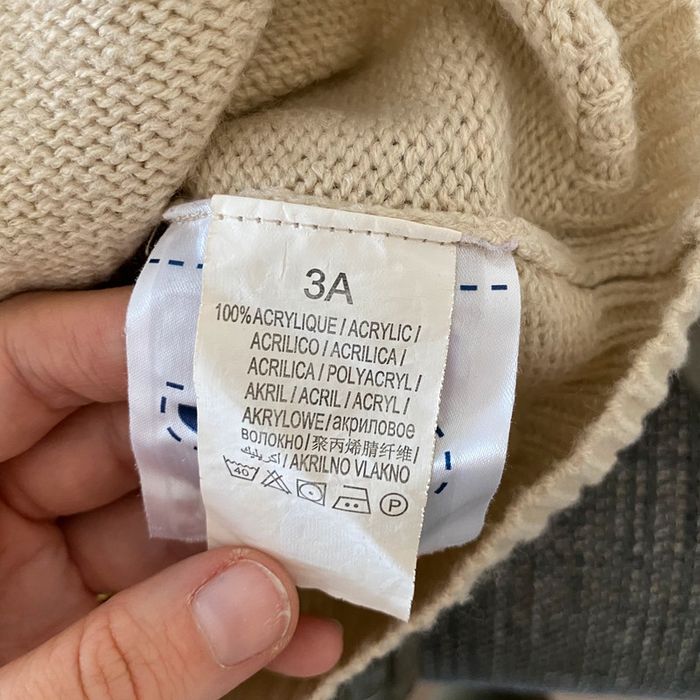 3A
100% ACRYLIQUE / ACRYLIC /
ACRILICO / ACRILICA /
ACRILICA / POLYACRYL /
AKRIL / ACRIL / ACRYL /
AKRYLOWE / акриловое
волокно / 聚丙烯腈纤维 /
اكريليك / AKRILNO VLAKNO
40 P